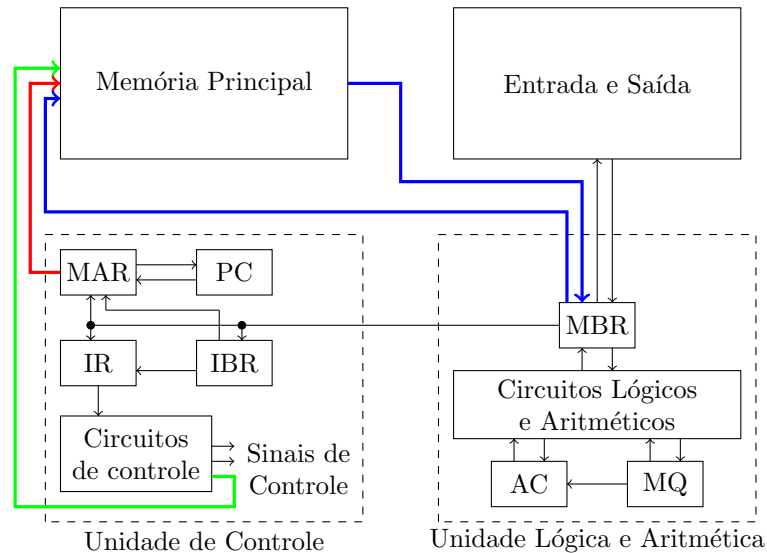 Memória Principal
Entrada e Saída
MAR
PC
MBR
IR
IBR
Circuitos Lógicos
e Aritméticos
Circuitos
de controle
Sinais de
Controle
AC
MQ
Unidade de Controle
Unidade Lógica e Aritmética